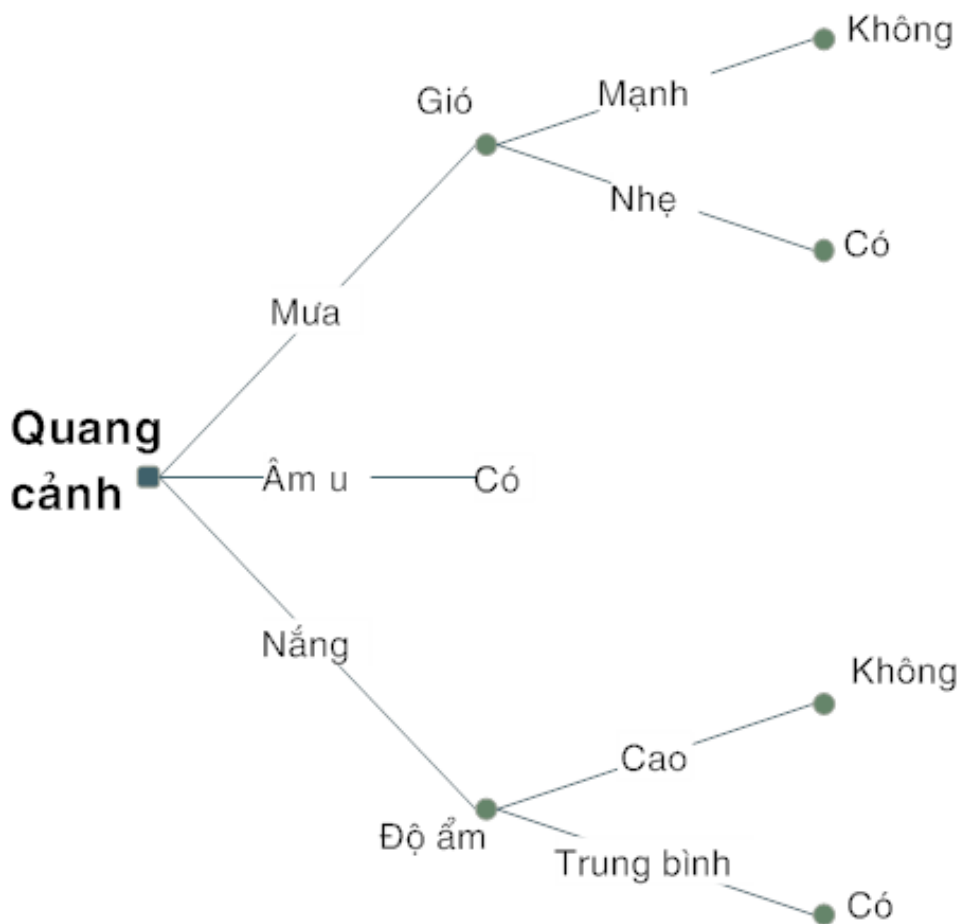 Không
Gió
Mạnh
Nhẹ
Có
Mưa
Quang
cảnh
Âm u
Có
Nắng
Không
Cao
Độ ẩm
Trung bình
Có